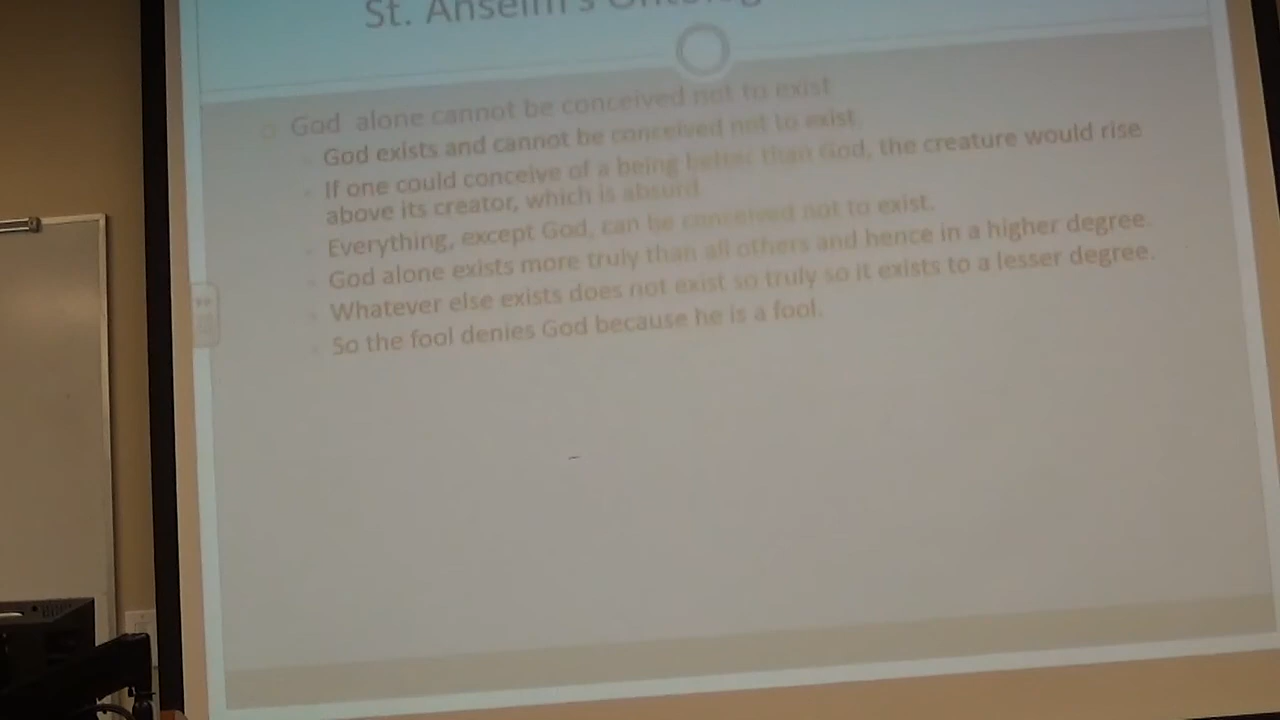 St. Anselm's Ontolog
God alone cannot be conceived not to exist
God exists and cannot be conceived not to exist.
If one could conceive of a being better than God, the creature would rise
above its creator, which is absurd.
Everything, except God, can be conceived not to exist.
God alone exists more truly than all others and hence in a higher degree.
Whatever else exists does not exist so truly so it exists to a lesser degree.
So the fool denies God because he is a fool.